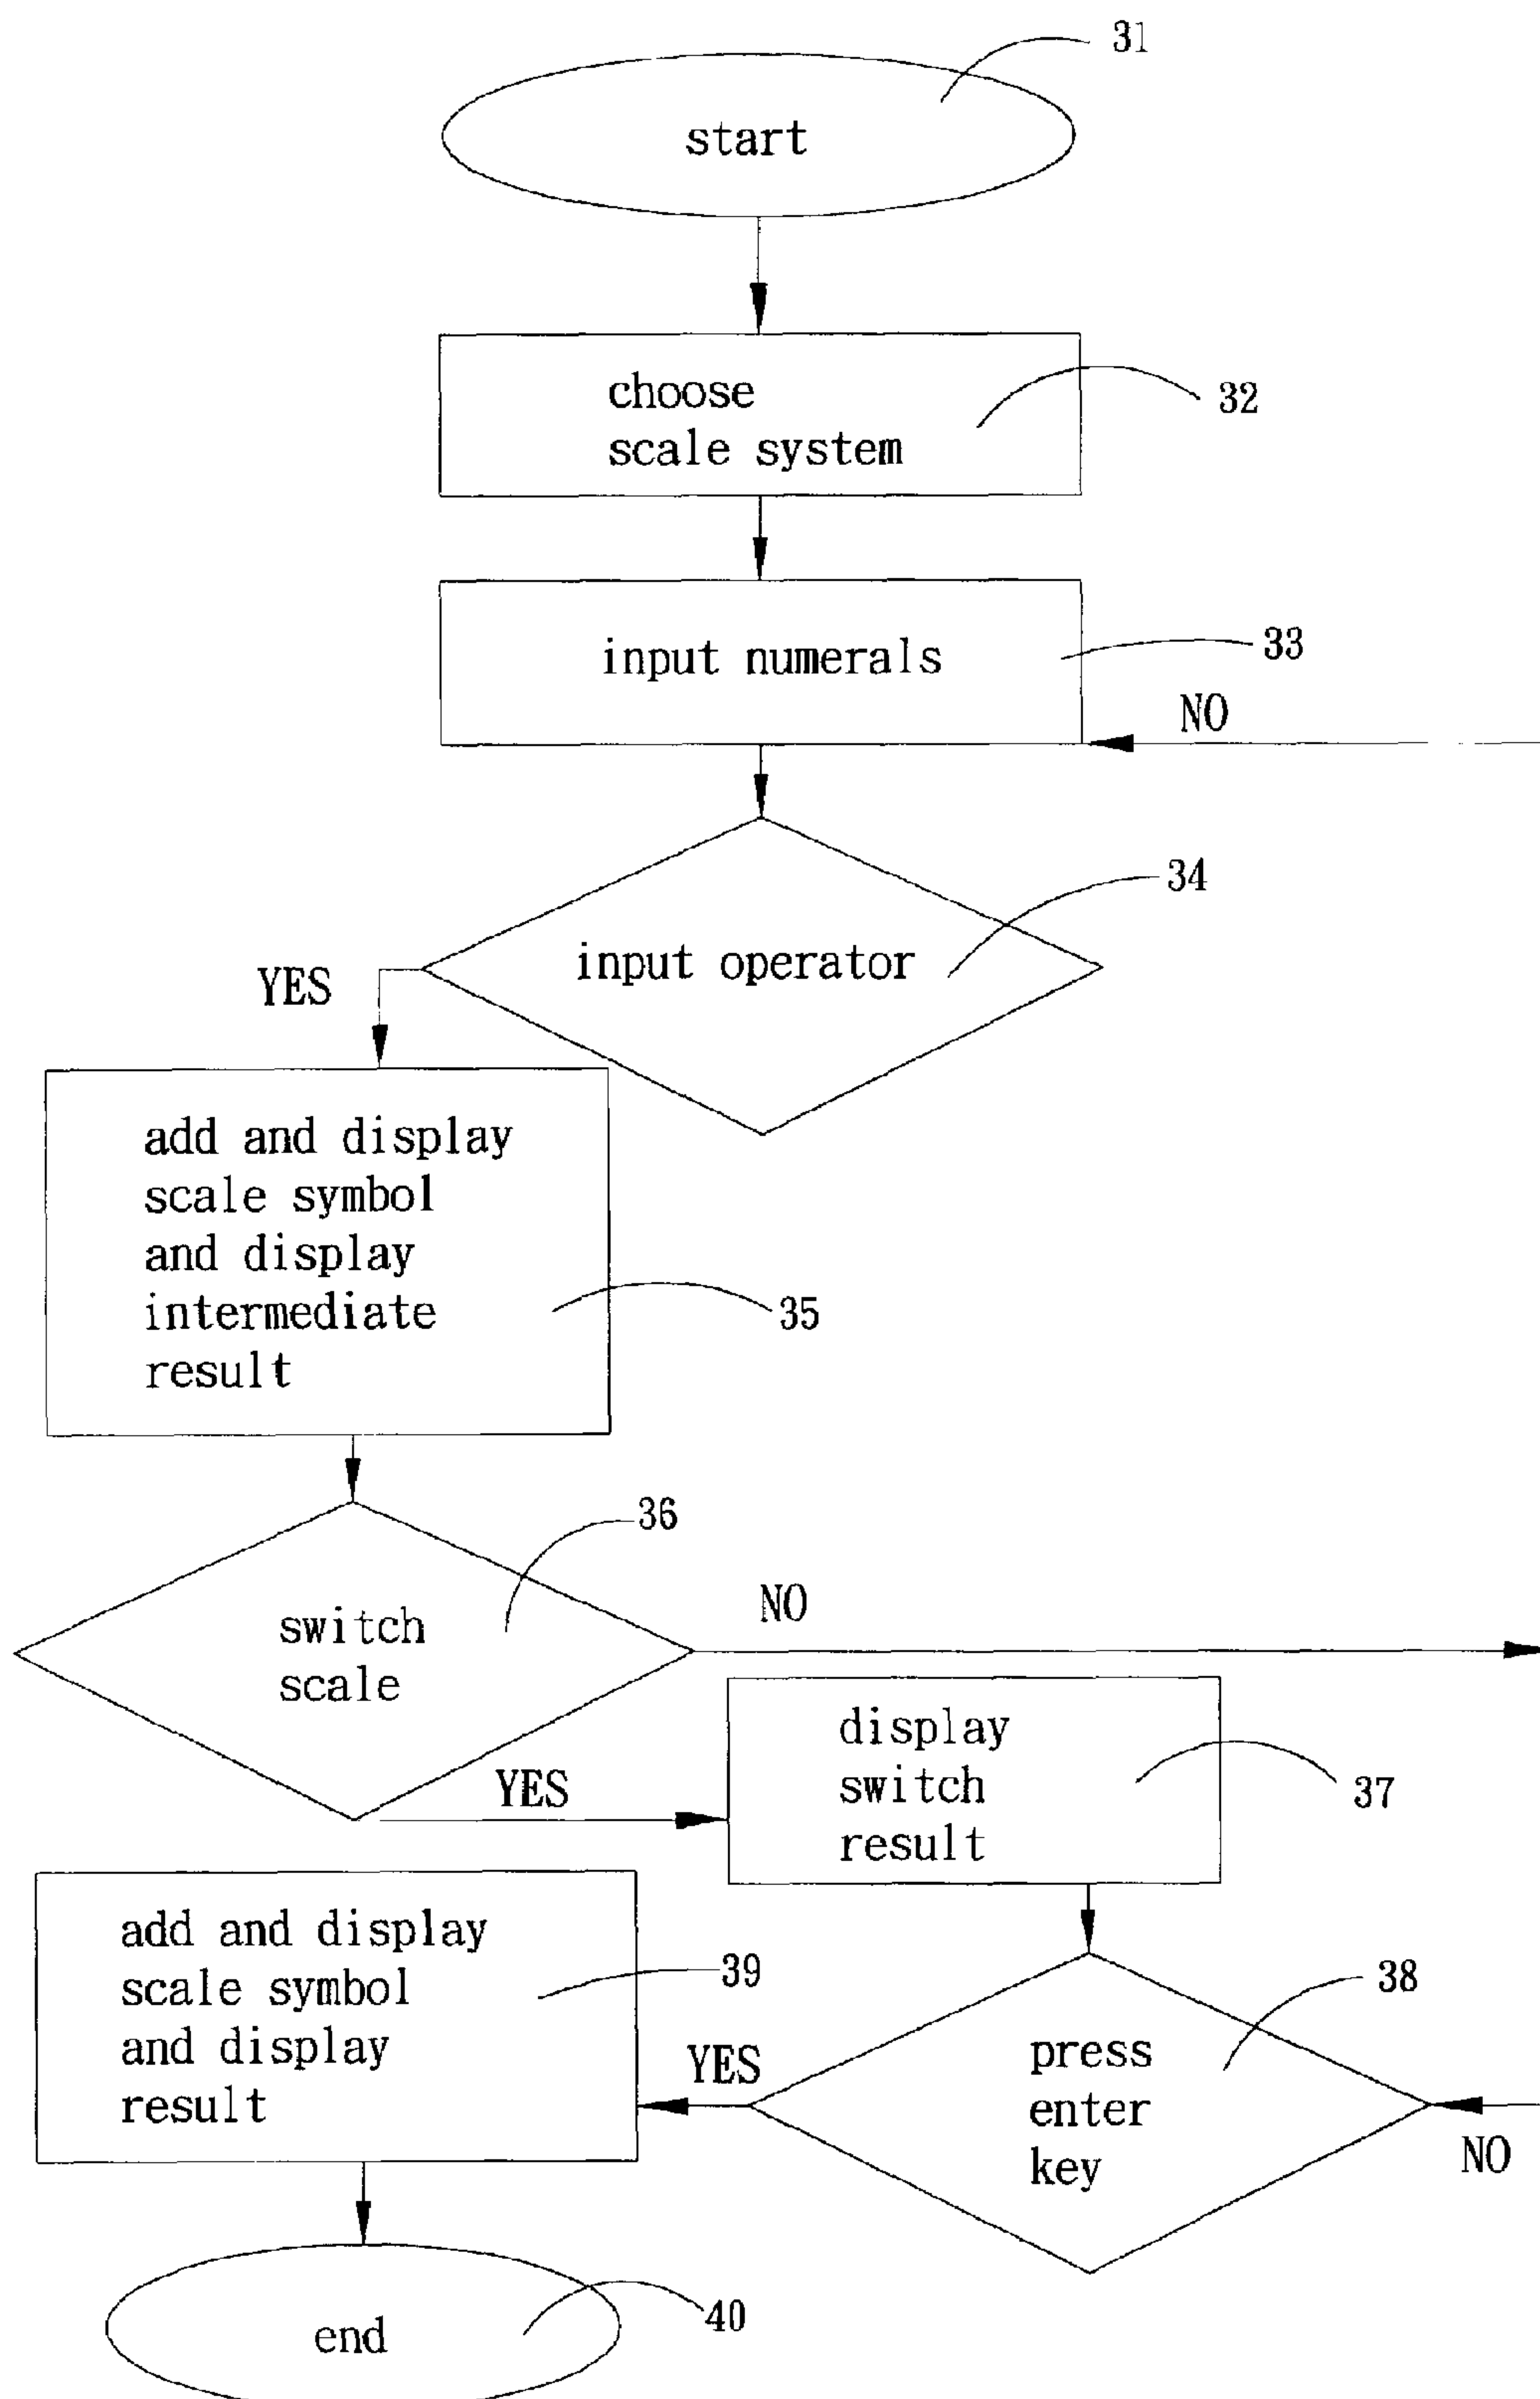 31
start
choose
scale system
32
input numerals
33
NO
34
input operator
YES
add and display
scale symbol
and display
intermediate
result
35
36
switch
scale
NO
display
switch
result
37
YES
add and display
scale symbol
and display
result
39
38
press
enter
key
YES
NO
end
40